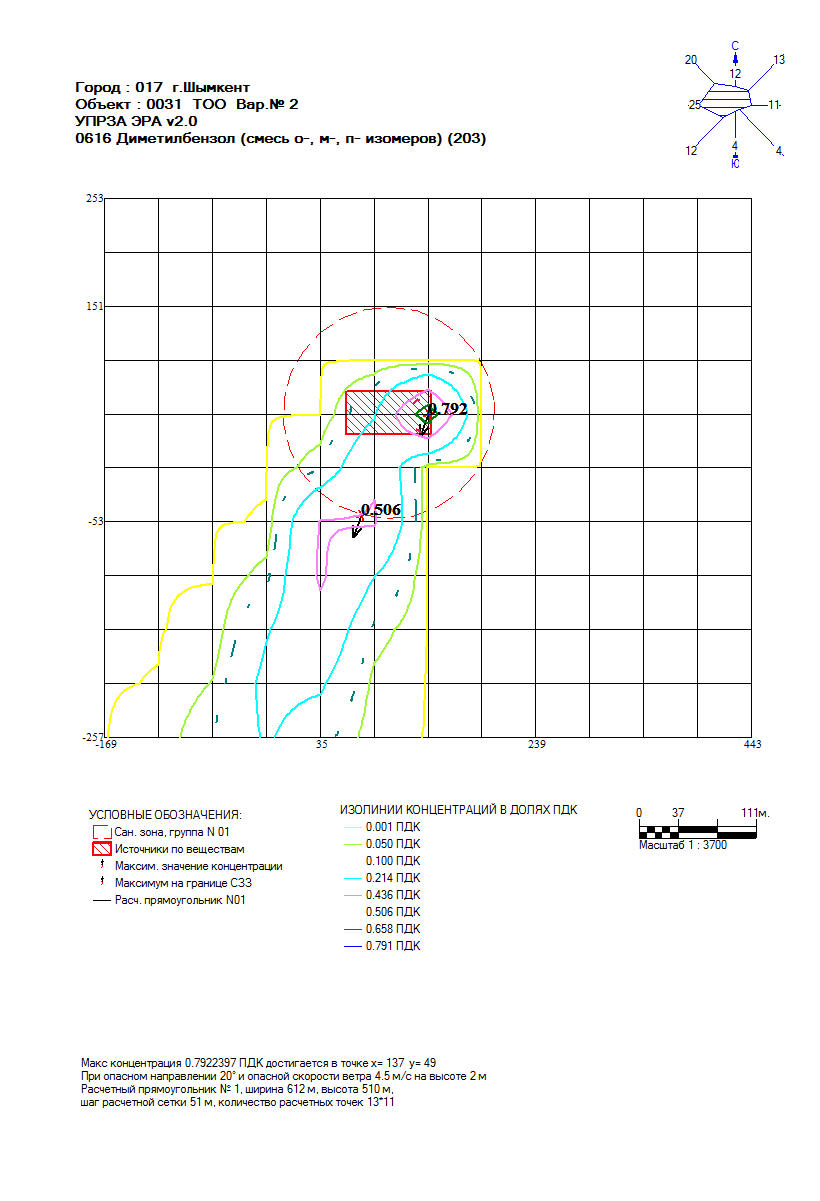 Город : 017 г.Шымкент
Объект : 0031 ТОО Вар.№ 2
УПРЗА ЭРА v2.0
0616 Диметилбензол (смесь о-, м-, п- изомеров) (203)
С
20
13
12
25
11
12
4
4
Ю
253
151
0.792
0.506
-53
-257
-169
35
239
443
УСЛОВНЫЕ ОБОЗНАЧЕНИЯ:
Сан. зона, группа N 01
Источники по веществам
Максим. значение концентрации
Максимум на границе СЗЗ
Расч. прямоугольник N01
ИЗОЛИНИИ КОНЦЕНТРАЦИЙ В ДОЛЯХ ПДК
0.001 ПДК
0.050 ПДК
0.100 ПДК
0.214 ПДК
0.436 ПДК
0.506 ПДК
0.658 ПДК
0.791 ПДК
0 37 111м.
Масштаб 1 : 3700
Макс концентрация 0.7922397 ПДК достигается в точке x= 137 y= 49
При опасном направлении 20° и опасной скорости ветра 4.5 м/с на высоте 2 м
Расчетный прямоугольник № 1, ширина 612 м, высота 510 м,
шаг расчетной сетки 51 м, количество расчетных точек 13*11